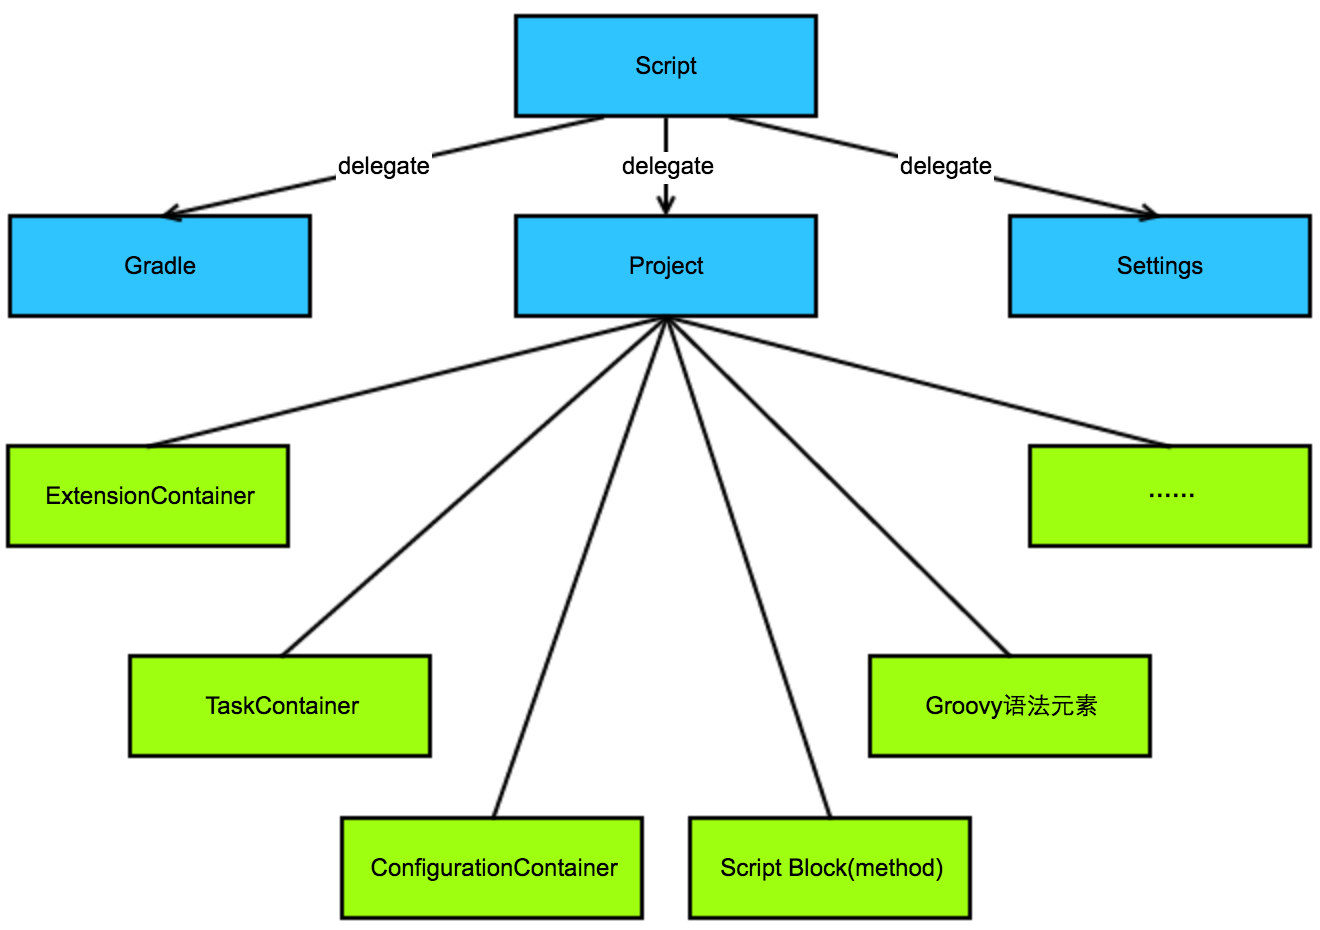 Script
delegate
delegate
delegate
Gradle
Project
Settings
ExtensionContainer
......
TaskContainer
Groovy语法元素
ConfigurationContainer
Script Block(method)